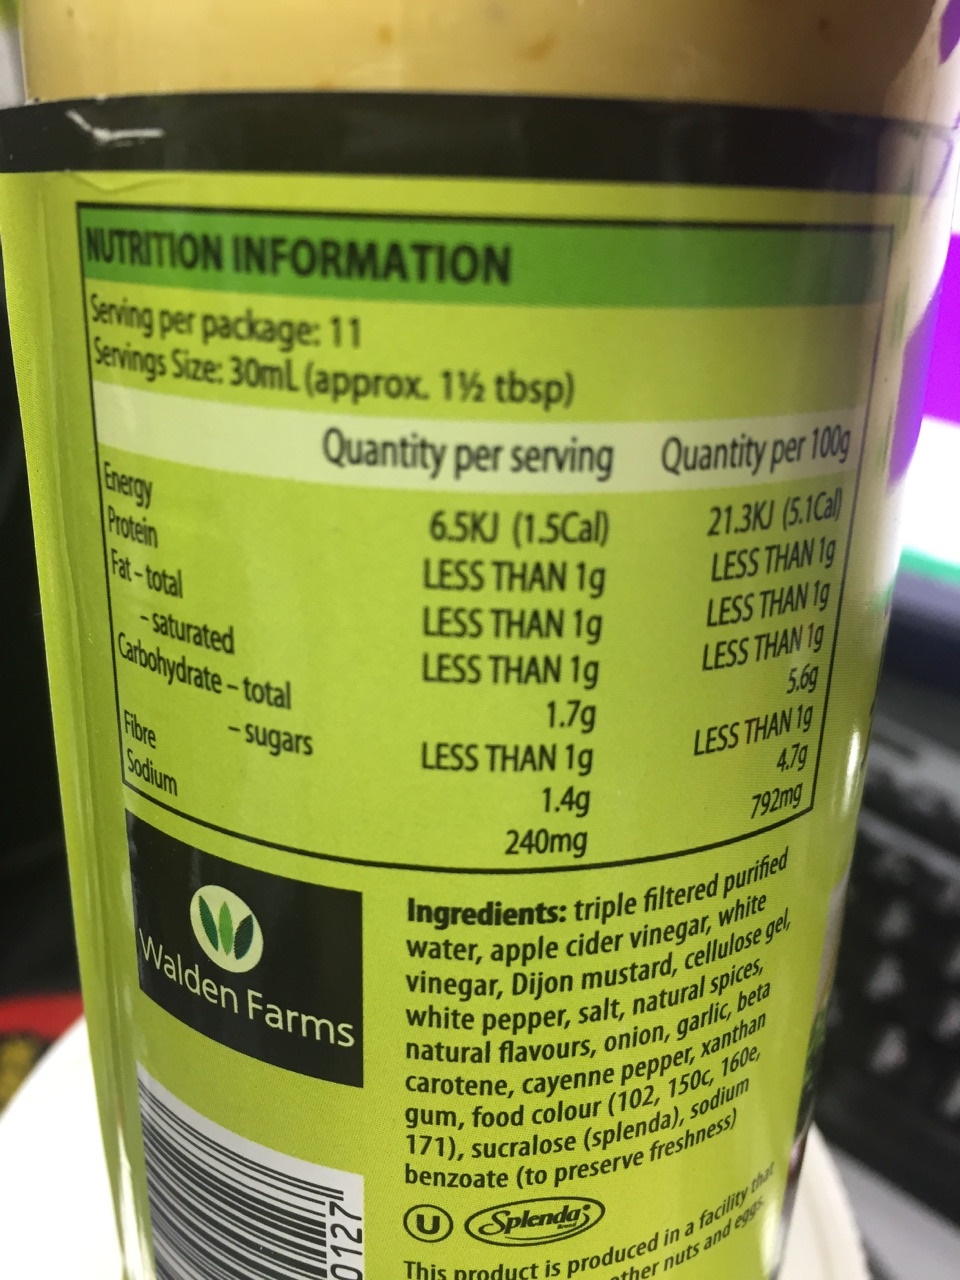 NUTRITION INFORMATION
Serving per package: 11
Servings Size: 30mL (approx. 1½ tbsp)
Quantity per serving Quantity per 100g
Energy 6.5KJ (1.5Cal) 21.3KJ (5.1Cal)
Protein LESS THAN 1g LESS THAN 1g
Fat – total LESS THAN 1g LESS THAN 1g
– saturated LESS THAN 1g LESS THAN 1g
Carbohydrate – total 1.7g 5.6g
– sugars LESS THAN 1g LESS THAN 1g
Fibre 1.4g 4.7g
Sodium 240mg 792mg
Walden Farms
Ingredients: triple filtered purified
water, apple cider vinegar, white
vinegar, Dijon mustard, cellulose gel,
white pepper, salt, natural spices,
natural flavours, onion, garlic, beta
carotene, cayenne pepper, xanthan
gum, food colour (102, 150c, 160e,
171), sucralose (splenda), sodium
benzoate (to preserve freshness)
U Splenda
This product is produced in a facility that
other nuts and eggs.
0127